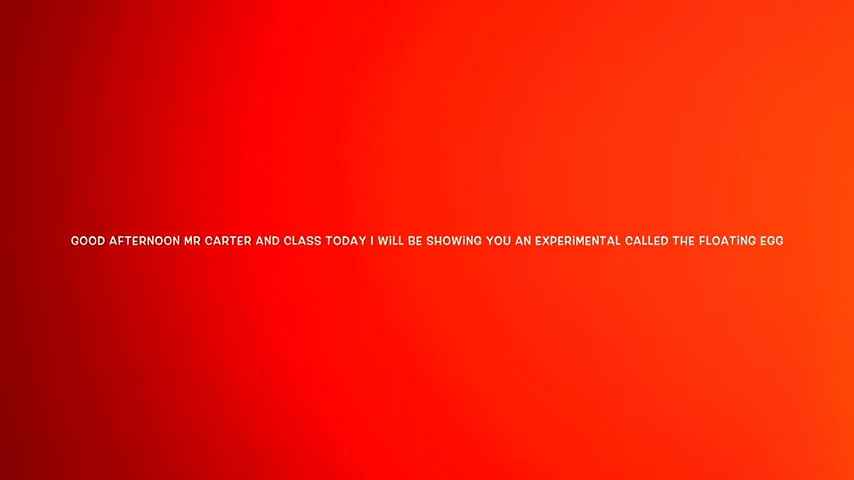 GOOD AFTERNOON MR CARTER AND CLASS TODAY I WiLL BE SHOWiNG YOU AN EXPERiMENTAL CALLED THE FLOATiNG EGG